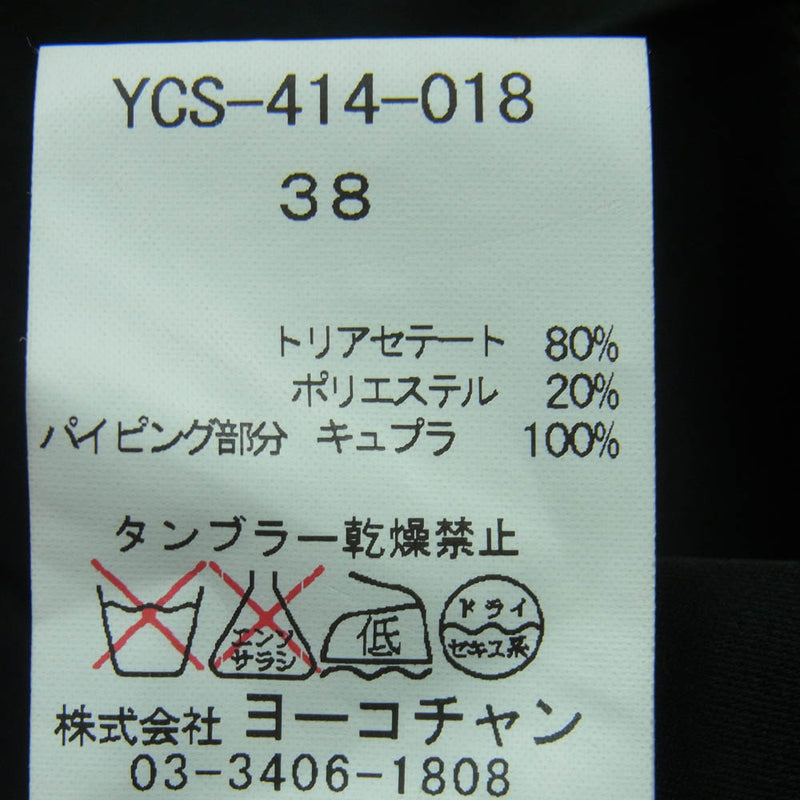 YCS-414-018
38
トリアセテート 80%
ポリエステル 20%
パイピング部分 キュプラ 100%
タンブラー乾燥禁止
エンソ
サラシ
低
ドライ
セキユ系
株式会社 ヨーコチャン
03-3406-1808